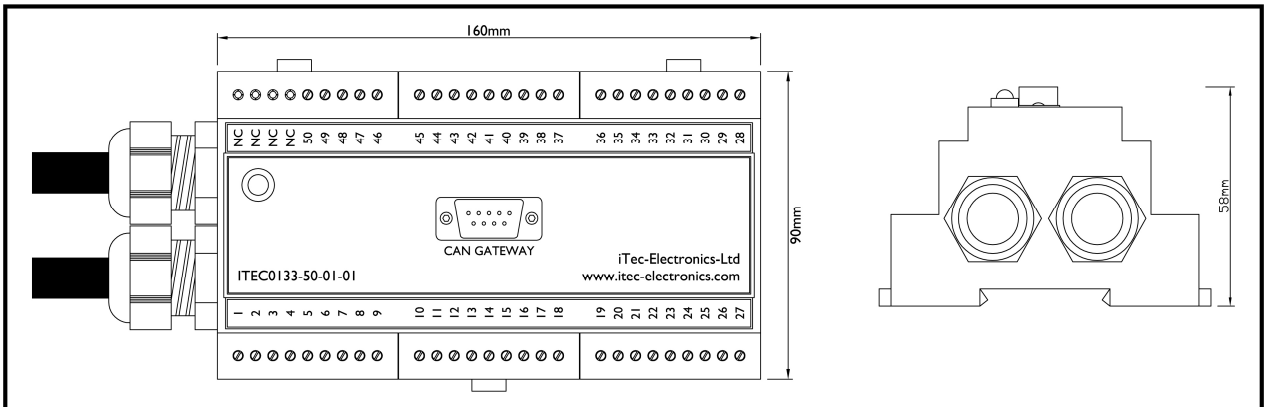 160mm
NC NC NC NC 50 49 48 47 46 45 44 43 42 41 40 39 38 37 36 35 34 33 32 31 30 29 28
CAN GATEWAY
ITEC0133-50-01-01
iTec-Electronics-Ltd
www.itec-electronics.com
1 2 3 4 5 6 7 8 9 10 11 12 13 14 15 16 17 18 19 20 21 22 23 24 25 26 27
90mm
58mm